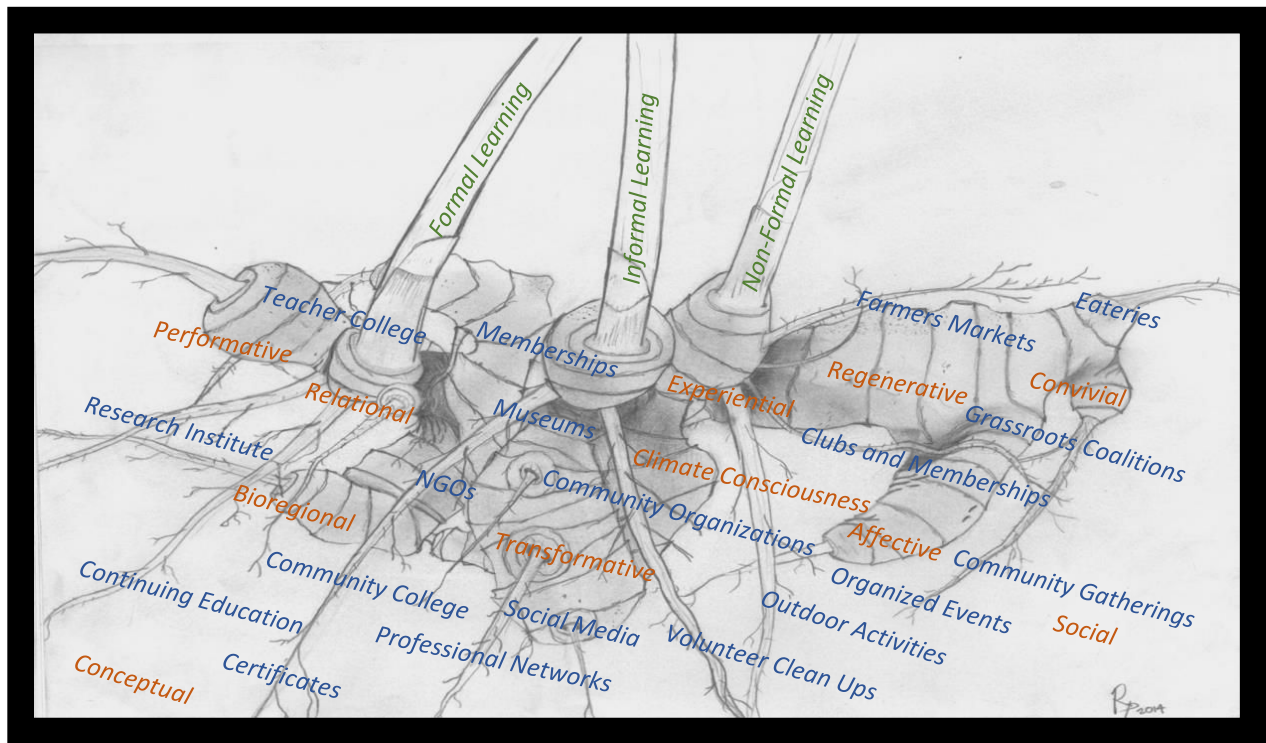 Formal Learning
Informal Learning
Non-Formal Learning
Teacher College
Memberships
Farmers Markets
Eateries
Performative
Relational
Experiential
Regenerative
Convivial
Research Institute
Museums
Clubs and Memberships
Grassroots Coalitions
Climate Consciousness
NGOs
Community Organizations
Bioregional
Transformative
Affective
Continuing Education
Community College
Social Media
Organized Events
Community Gatherings
Professional Networks
Volunteer Clean Ups
Outdoor Activities
Social
Conceptual
Certificates
2014